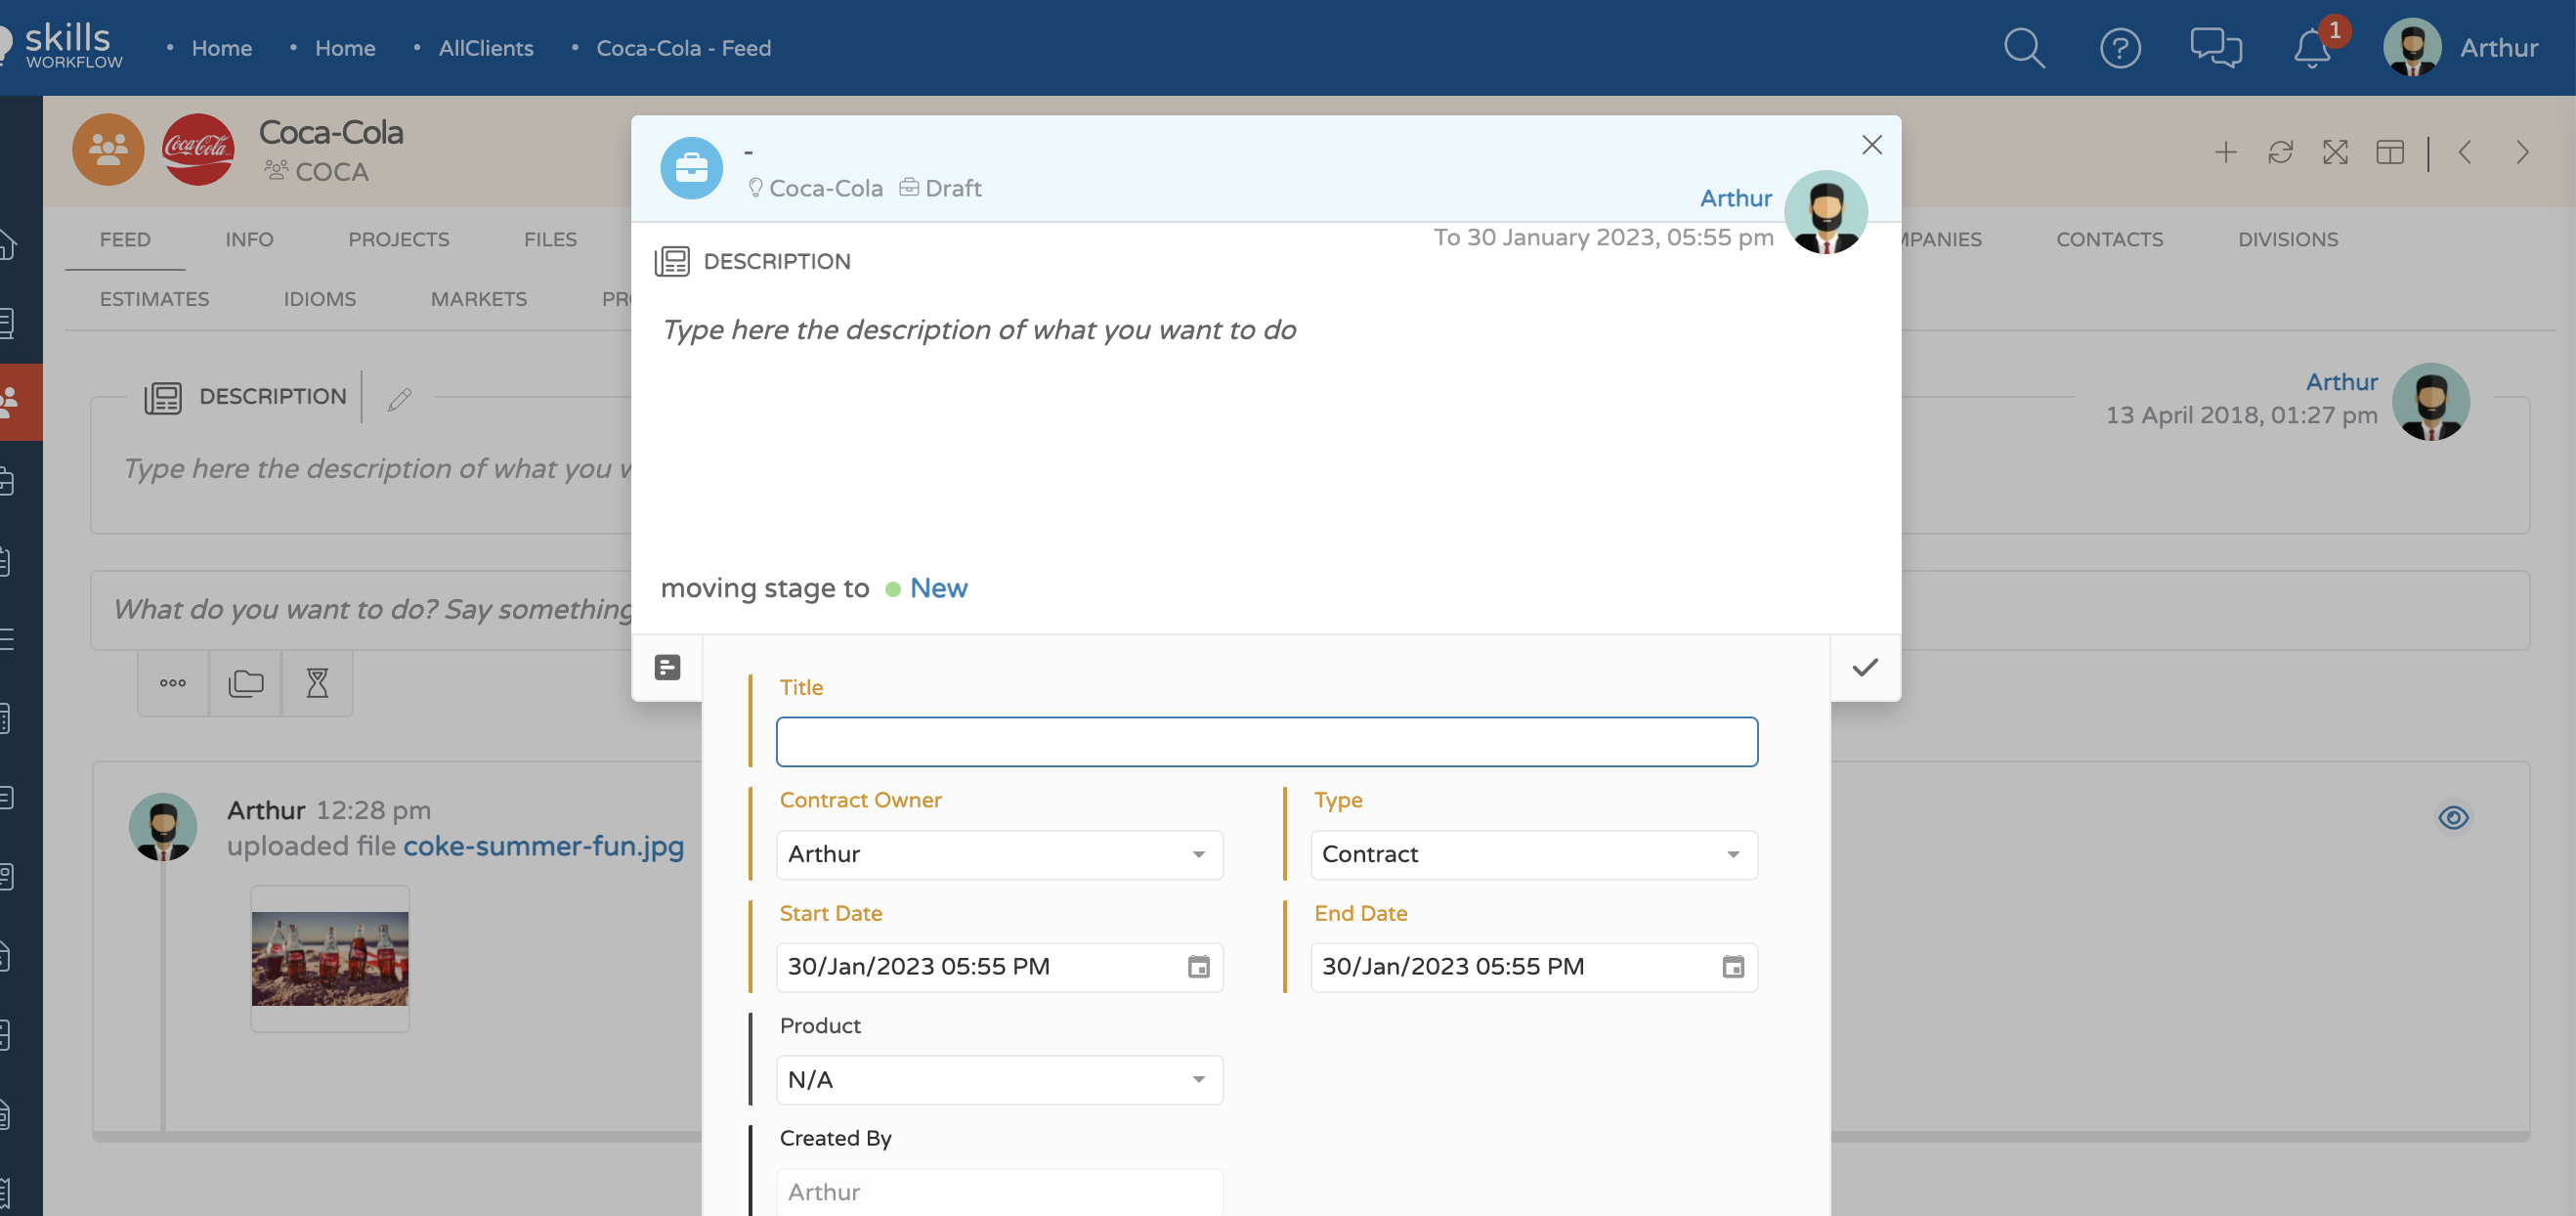 skills
WORKFLOW
• Home • Home • AllClients • Coca-Cola - Feed
1
Arthur
Coca-Cola
Coca-Cola
COCA
FEED INFO PROJECTS FILES CONTACTS DIVISIONS
ESTIMATES IDIOMS MARKETS
DESCRIPTION
Arthur
13 April 2018, 01:27 pm
Type here the description of what you
What do you want to do? Say something
Arthur 12:28 pm
uploaded file coke-summer-fun.jpg
-
Coca-Cola Draft
Arthur
To 30 January 2023, 05:55 pm
DESCRIPTION
Type here the description of what you want to do
moving stage to New
Title
Contract Owner Type
Arthur Contract
Start Date End Date
30/Jan/2023 05:55 PM 30/Jan/2023 05:55 PM
Product
N/A
Created By
Arthur